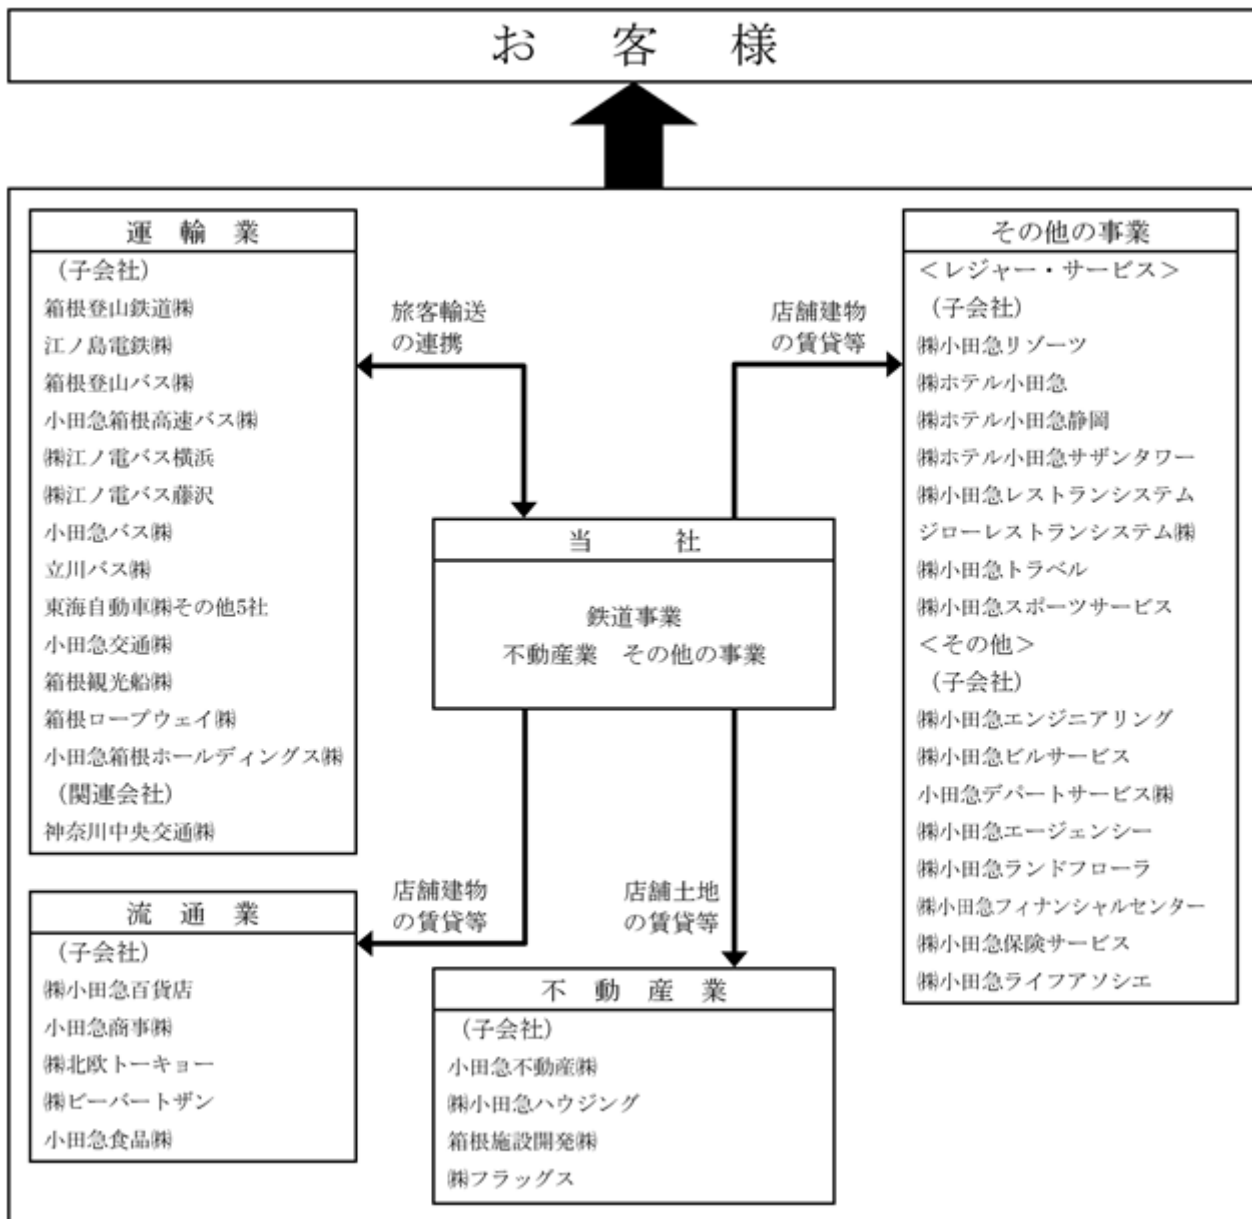 お客様
運輸業
(子会社)
箱根登山鉄道㈱
江ノ島電鉄㈱
箱根登山バス㈱
小田急箱根高速バス㈱
㈱江ノ電バス横浜
㈱江ノ電バス藤沢
小田急バス㈱
立川バス㈱
東海自動車㈱その他5社
小田急交通㈱
箱根観光船㈱
箱根ロープウェイ㈱
小田急箱根ホールディングス㈱
(関連会社)
神奈川中央交通㈱
旅客輸送
の連携
店舗建物
の賃貸等
その他の事業
<レジャー・サービス>
(子会社)
㈱小田急リゾーツ
㈱ホテル小田急
㈱ホテル小田急静岡
㈱ホテル小田急サザンタワー
㈱小田急レストランシステム
ジローレストランシステム㈱
㈱小田急トラベル
㈱小田急スポーツサービス
<その他>
(子会社)
㈱小田急エンジニアリング
㈱小田急ビルサービス
小田急デパートサービス㈱
㈱小田急エージェンシー
㈱小田急ランドフローラ
㈱小田急フィナンシャルセンター
㈱小田急保険サービス
㈱小田急ライフアソシエ
当社
鉄道事業
不動産業 その他の事業
店舗建物
の賃貸等
店舗土地
の賃貸等
流通業
(子会社)
㈱小田急百貨店
小田急商事㈱
㈱北欧トーキョー
㈱ビーバートザン
小田急食品㈱
不動産業
(子会社)
小田急不動産㈱
㈱小田急ハウジング
箱根施設開発㈱
㈱フラッグス